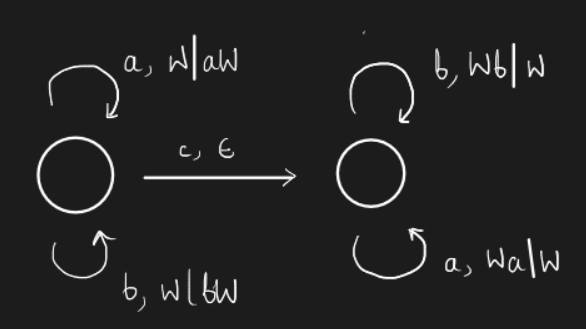 a, W|aW
b, Wb|W
c, ϵ
b, W|bW
a, Wa|W